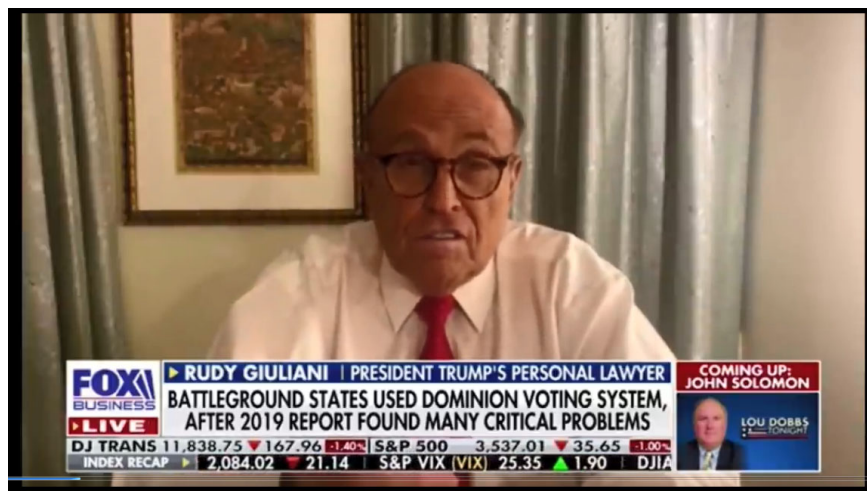 FOX
BUSINESS
LIVE
RUDY GIULIANI | PRESIDENT TRUMP'S PERSONAL LAWYER
BATTLEGROUND STATES USED DOMINION VOTING SYSTEM,
AFTER 2019 REPORT FOUND MANY CRITICAL PROBLEMS
COMING UP:
JOHN SOLOMON
LOU DOBBS
TONIGHT
DJ TRANS 11,838.75 ▼ 167.96 -1.40% S&P 500 3,537.01 ▼ 35.65 -1.00%
INDEX RECAP 2,084.02 ▼ 21.14 S&P VIX (VIX) 25.35 ▲ 1.90 DJIA